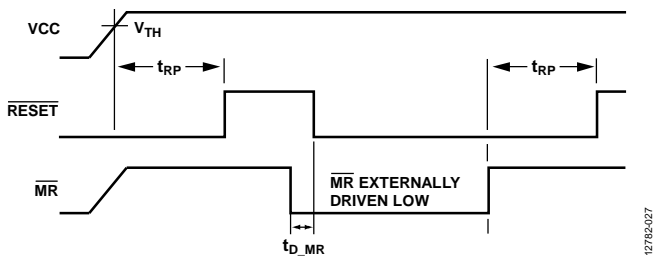 VCC
VTH
tRP
tRP
RESET
MR
MR EXTERNALLY
DRIVEN LOW
tD_MR
12782-027